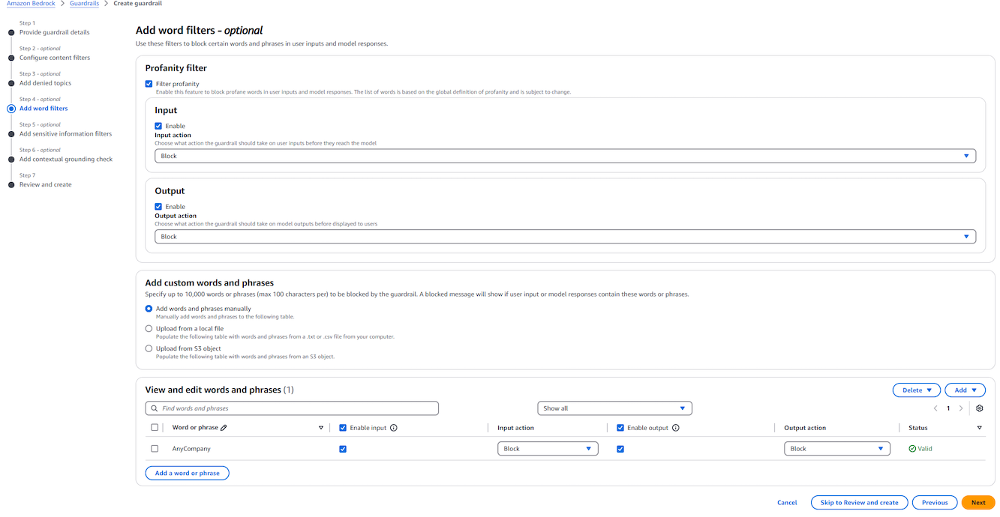 Amazon Bedrock > Guardrails > Create guardrail
Step 1
Provide guardrail details
Step 2 - optional
Configure content filters
Step 3 - optional
Add denied topics
Step 4 - optional
Add word filters
Step 5 - optional
Add sensitive information filters
Step 6 - optional
Add contextual grounding check
Step 7
Review and create
Add word filters - optional
Use these filters to block certain words and phrases in user inputs and model responses.
Profanity filter
Filter profanity
Enable this feature to block profane words in user inputs and model responses. The list of words is based on the global definition of profanity and is subject to change.
Input
Enable
Input action
Choose what action the guardrail should take on user inputs before they reach the model
Block
Output
Enable
Output action
Choose what action the guardrail should take on model outputs before displayed to users
Block
Add custom words and phrases
Specify up to 10,000 words or phrases (max 100 characters per) to be blocked by the guardrail. A blocked message will show if user input or model responses contain these words or phrases.
Add words and phrases manually
Manually add words and phrases to the following table.
Upload from a local file
Populate the following table with words and phrases from a .txt or .csv file from your computer.
Upload from S3 object
Populate the following table with words and phrases from an S3 object.
View and edit words and phrases (1) Delete Add
Find words and phrases Show all < 1 >
Word or phrase Enable input Input action Enable output Output action Status
AnyCompany Block Block Valid
Add a word or phrase
Cancel Skip to Review and create Previous Next